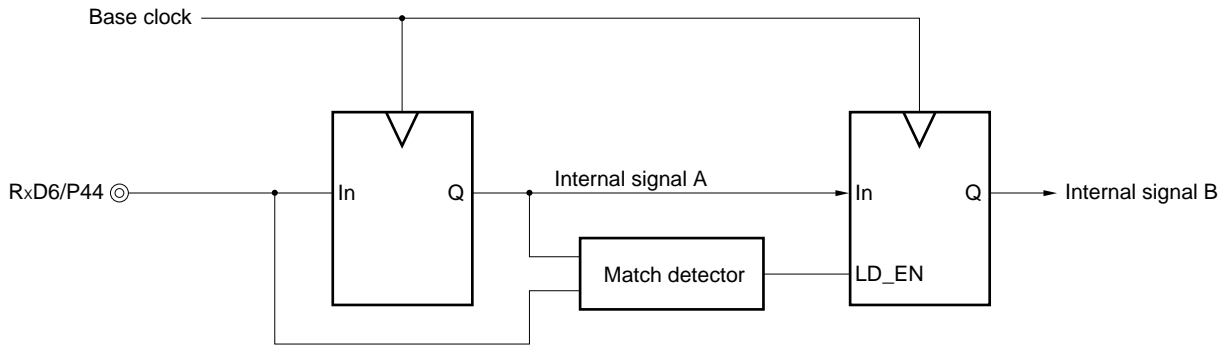 Base clock
RxD6/P44
In
Q
Internal signal A
In
Q
Internal signal B
Match detector
LD_EN